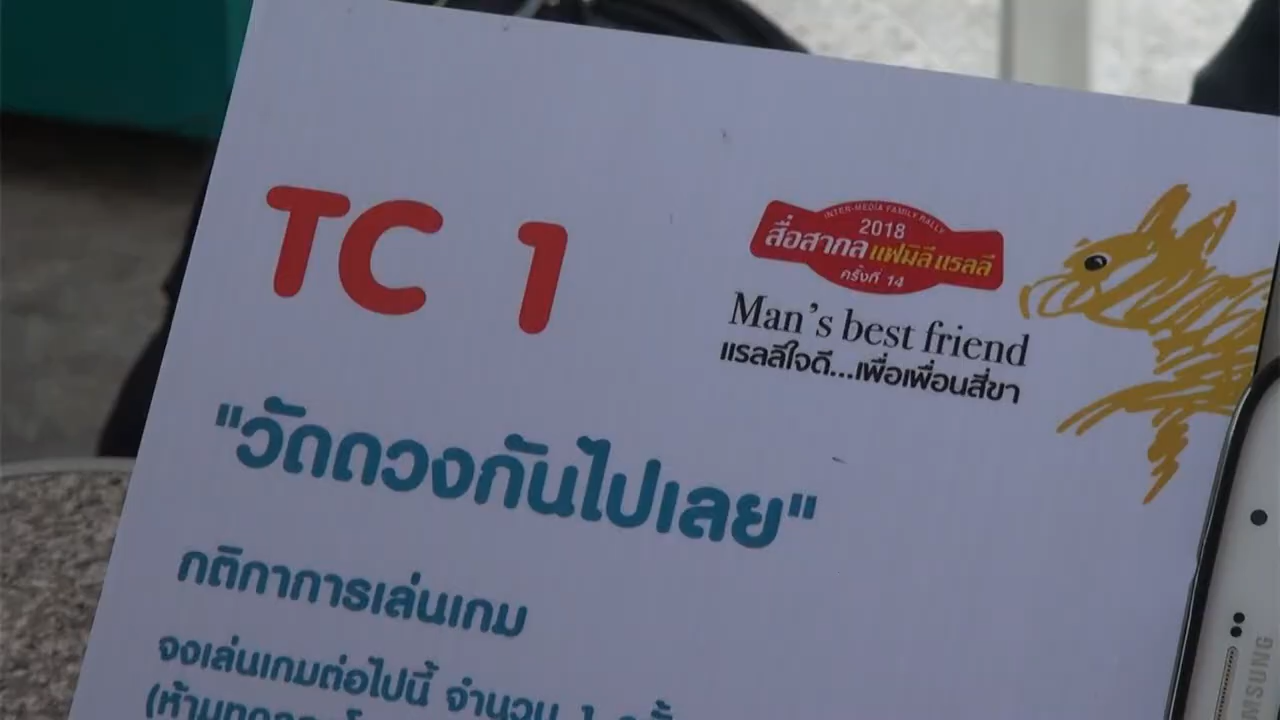 TC 1
INTER-MEDIA FAMILY RALLY
2018
สื่อสากล แฟมิลี่ แรลลี่
ครั้งที่ 14
Man's best friend
แรลลี่ใจดี...เพื่อเพื่อนสี่ขา
"วัดดวงกันไปเลย"
กติกาการเล่นเกม
จงเล่นเกมต่อไปนี้ จำนวน 1
(ห้าม
SAMSUNG